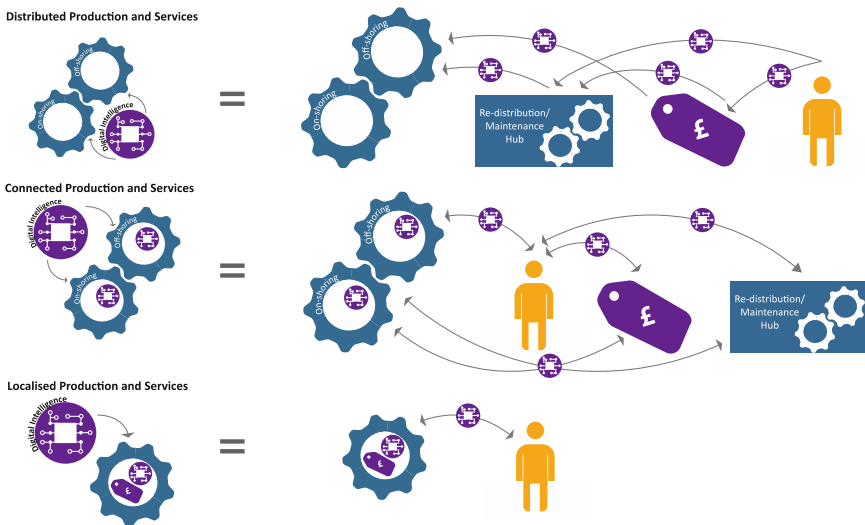 Distributed Production and Services
Off-shoring
On-shoring
Digital Intelligence
=
Off-shoring
On-shoring
Re-distribution/
Maintenance
Hub
£
Connected Production and Services
Digital Intelligence
Off-shoring
On-shoring
=
Off-shoring
On-shoring
£
Re-distribution/
Maintenance
Hub
Localised Production and Services
Digital Intelligence
£
=
£